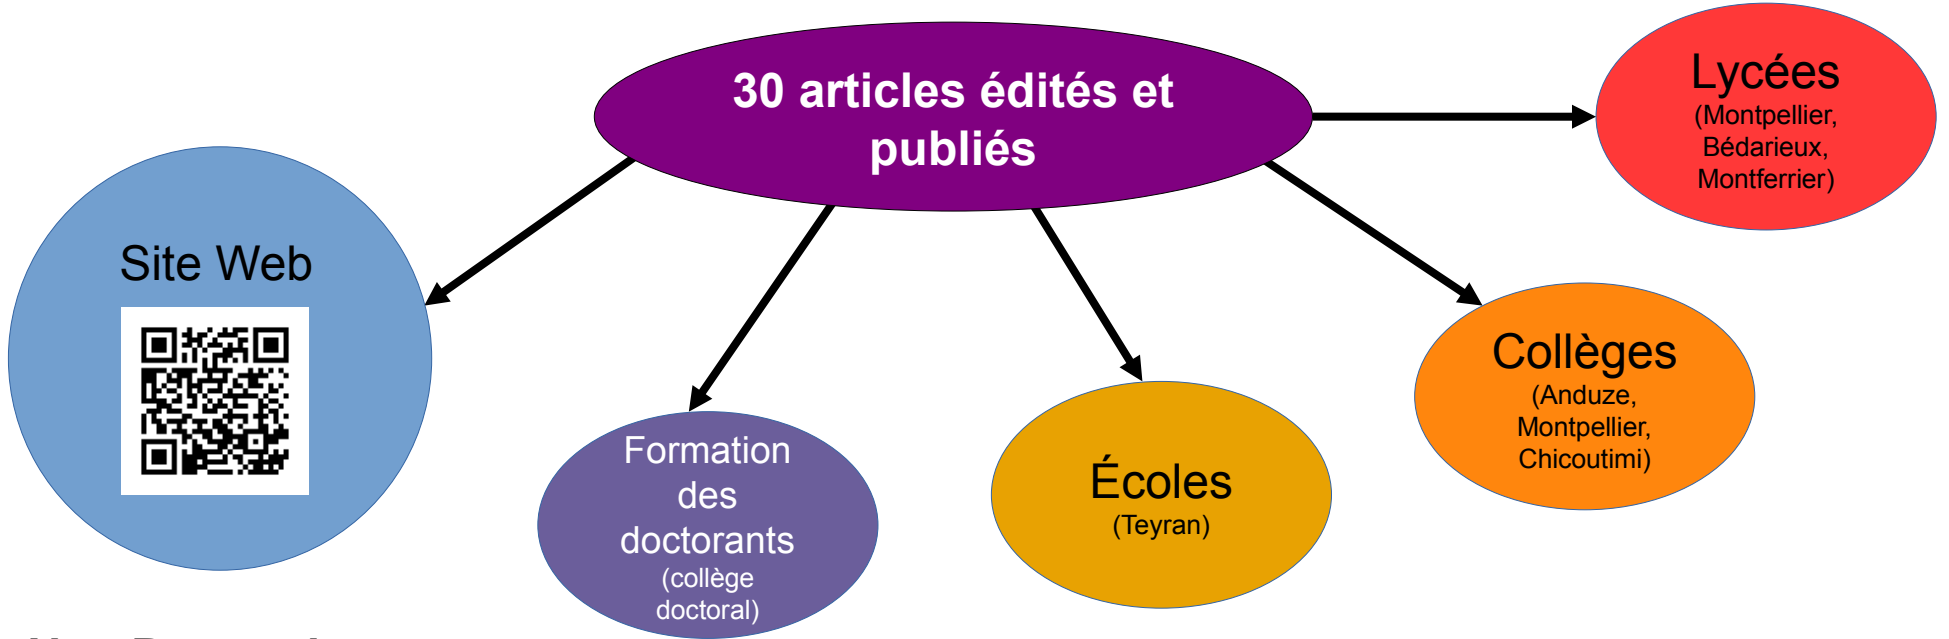 30 articles édités et
publiés
Lycées
(Montpellier,
Bédarieux,
Montferrier)
Site Web
Collèges
(Anduze,
Montpellier,
Chicoutimi)
Formation
des
doctorants
(collège
doctoral)
Écoles
(Teyran)